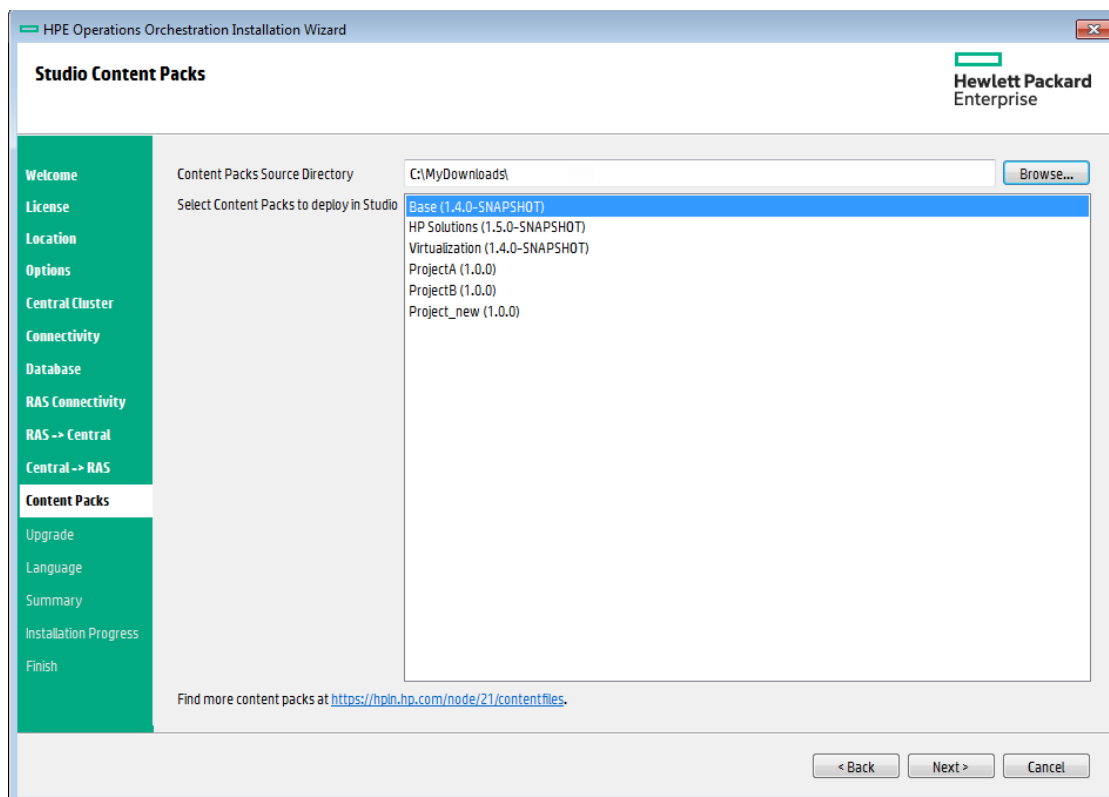 HPE Operations Orchestration Installation Wizard
Studio Content Packs
Hewlett Packard
Enterprise
Welcome
License
Location
Options
Central Cluster
Connectivity
Database
RAS Connectivity
RAS -> Central
Central -> RAS
Content Packs
Upgrade
Language
Summary
Installation Progress
Finish
Content Packs Source Directory
C:\MyDownloads\
Browse...
Select Content Packs to deploy in Studio
Base (1.4.0-SNAPSHOT)
HP Solutions (1.5.0-SNAPSHOT)
Virtualization (1.4.0-SNAPSHOT)
ProjectA (1.0.0)
ProjectB (1.0.0)
Project_new (1.0.0)
Find more content packs at https://hpln.hp.com/node/21/contentfiles.
< Back
Next >
Cancel